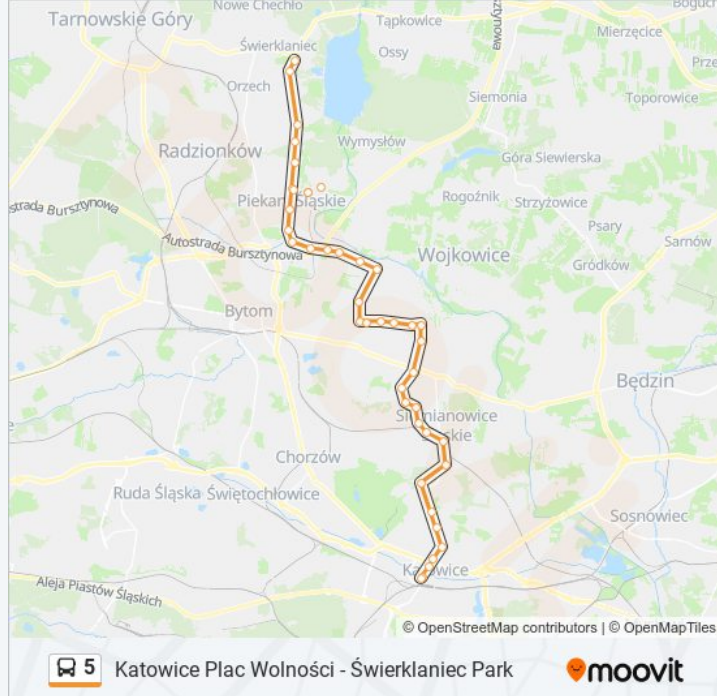 Nowe Chechło
Tarnowskie Góry
Tąpkowice
Świerklaniec
Ossy
Mierzęcice
Orzech
Siemonia
Toporowice
Radzionków
Wymysłów
Góra Siewierska
Piekary Śląskie
Rogoźnik
Strzyżowice
Bursztynowa
Psary
Autostrada Bursztynowa
Sarnów
Wojkowice
Gródków
Bytom
Będzin
Siemianowice
Chorzów
Ruda Śląska
Świętochłowice
Sosnowiec
Katowice
Aleja Piastów Śląskich
© OpenStreetMap contributors | © OpenMapTiles
5
Katowice Plac Wolności - Świerklaniec Park
moovit